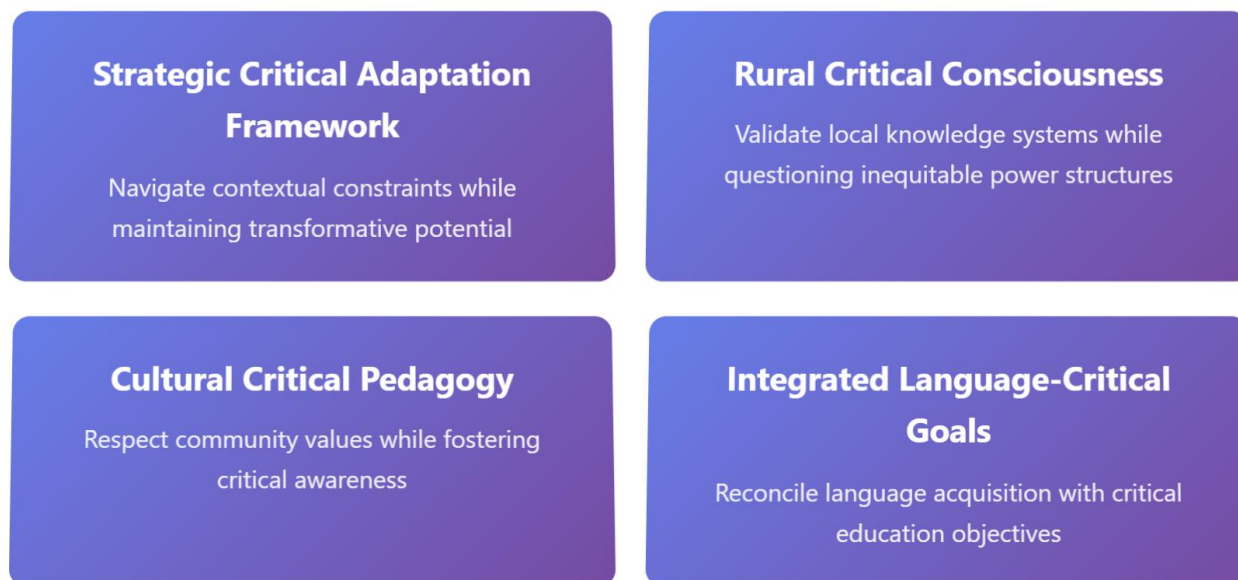 Strategic Critical Adaptation
Framework
Navigate contextual constraints while
maintaining transformative potential
Rural Critical Consciousness
Validate local knowledge systems while
questioning inequitable power structures
Cultural Critical Pedagogy
Respect community values while fostering
critical awareness
Integrated Language-Critical
Goals
Reconcile language acquisition with critical
education objectives